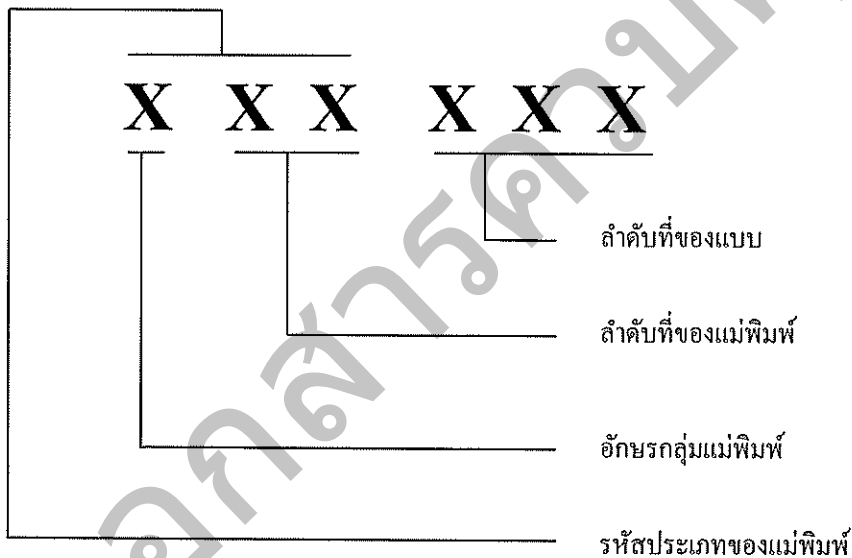 X X X X X X
ลำดับที่ของแบบ
ลำดับที่ของแม่พิมพ์
อักษรกลุ่มแม่พิมพ์
รหัสประเภทของแม่พิมพ์